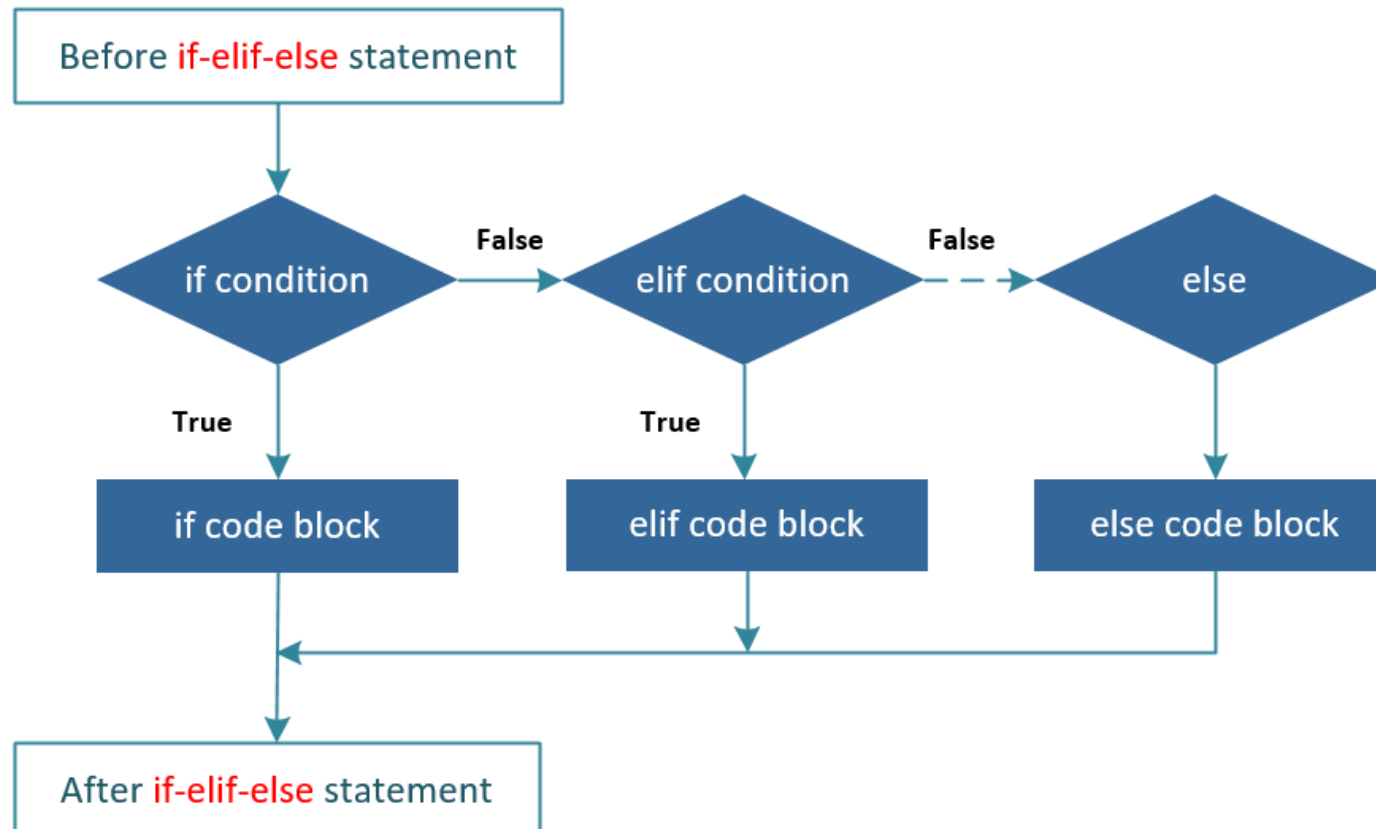 Before if-elif-else statement
False
False
if condition
elif condition
else
True
True
if code block
elif code block
else code block
After if-elif-else statement